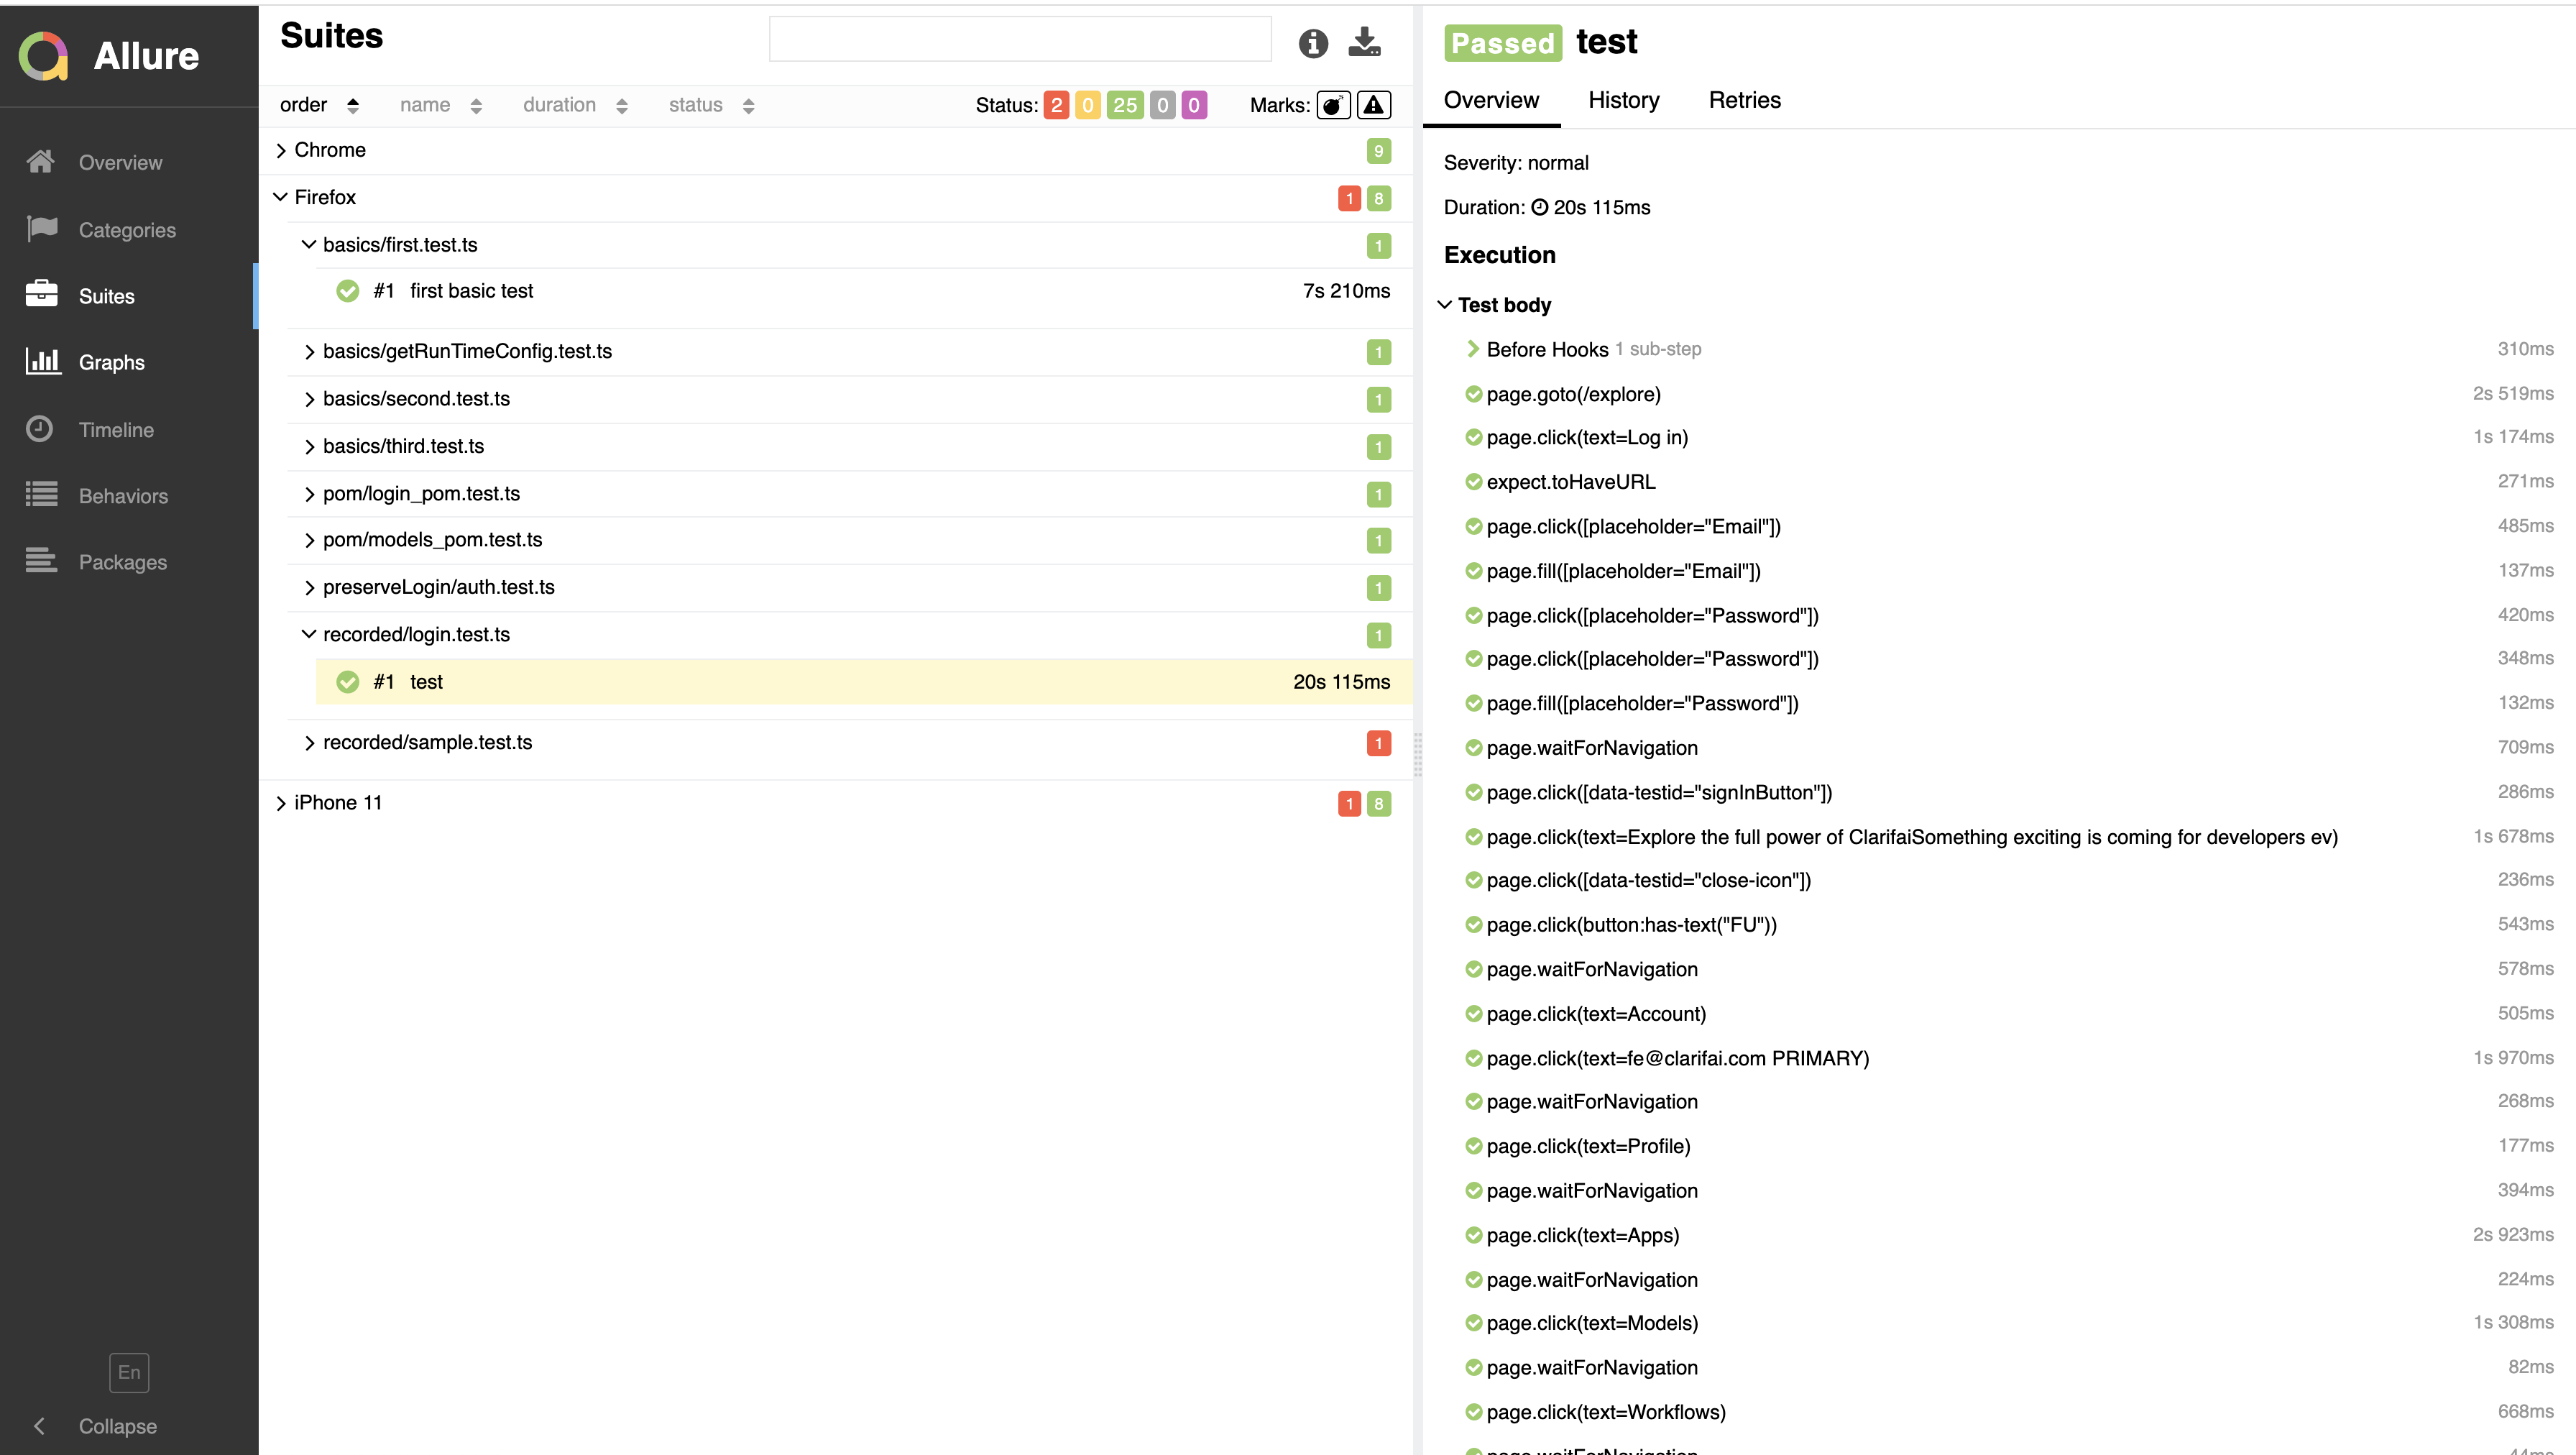 Allure
Overview
Categories
Suites
Graphs
Timeline
Behaviors
Packages
En
Collapse
Suites
order name duration status Status: 2 0 25 0 0 Marks:
Chrome 9
Firefox 1 8
basics/first.test.ts 1
#1 first basic test 7s 210ms
basics/getRunTimeConfig.test.ts 1
basics/second.test.ts 1
basics/third.test.ts 1
pom/login_pom.test.ts 1
pom/models_pom.test.ts 1
preserveLogin/auth.test.ts 1
recorded/login.test.ts 1
#1 test 20s 115ms
recorded/sample.test.ts 1
iPhone 11 1 8
Passed test
Overview History Retries
Severity: normal
Duration: 20s 115ms
Execution
Test body
Before Hooks 1 sub-step 310ms
page.goto(/explore) 2s 519ms
page.click(text=Log in) 1s 174ms
expect.toHaveURL 271ms
page.click([placeholder="Email"]) 485ms
page.fill([placeholder="Email"]) 137ms
page.click([placeholder="Password"]) 420ms
page.click([placeholder="Password"]) 348ms
page.fill([placeholder="Password"]) 132ms
page.waitForNavigation 709ms
page.click([data-testid="signInButton"]) 286ms
page.click(text=Explore the full power of ClarifaiSomething exciting is coming for developers ev) 1s 678ms
page.click([data-testid="close-icon"]) 236ms
page.click(button:has-text("FU")) 543ms
page.waitForNavigation 578ms
page.click(text=Account) 505ms
page.click(text=fe@clarifai.com PRIMARY) 1s 970ms
page.waitForNavigation 268ms
page.click(text=Profile) 177ms
page.waitForNavigation 394ms
page.click(text=Apps) 2s 923ms
page.waitForNavigation 224ms
page.click(text=Models) 1s 308ms
page.waitForNavigation 82ms
page.click(text=Workflows) 668ms
page.waitForNavigation 44ms